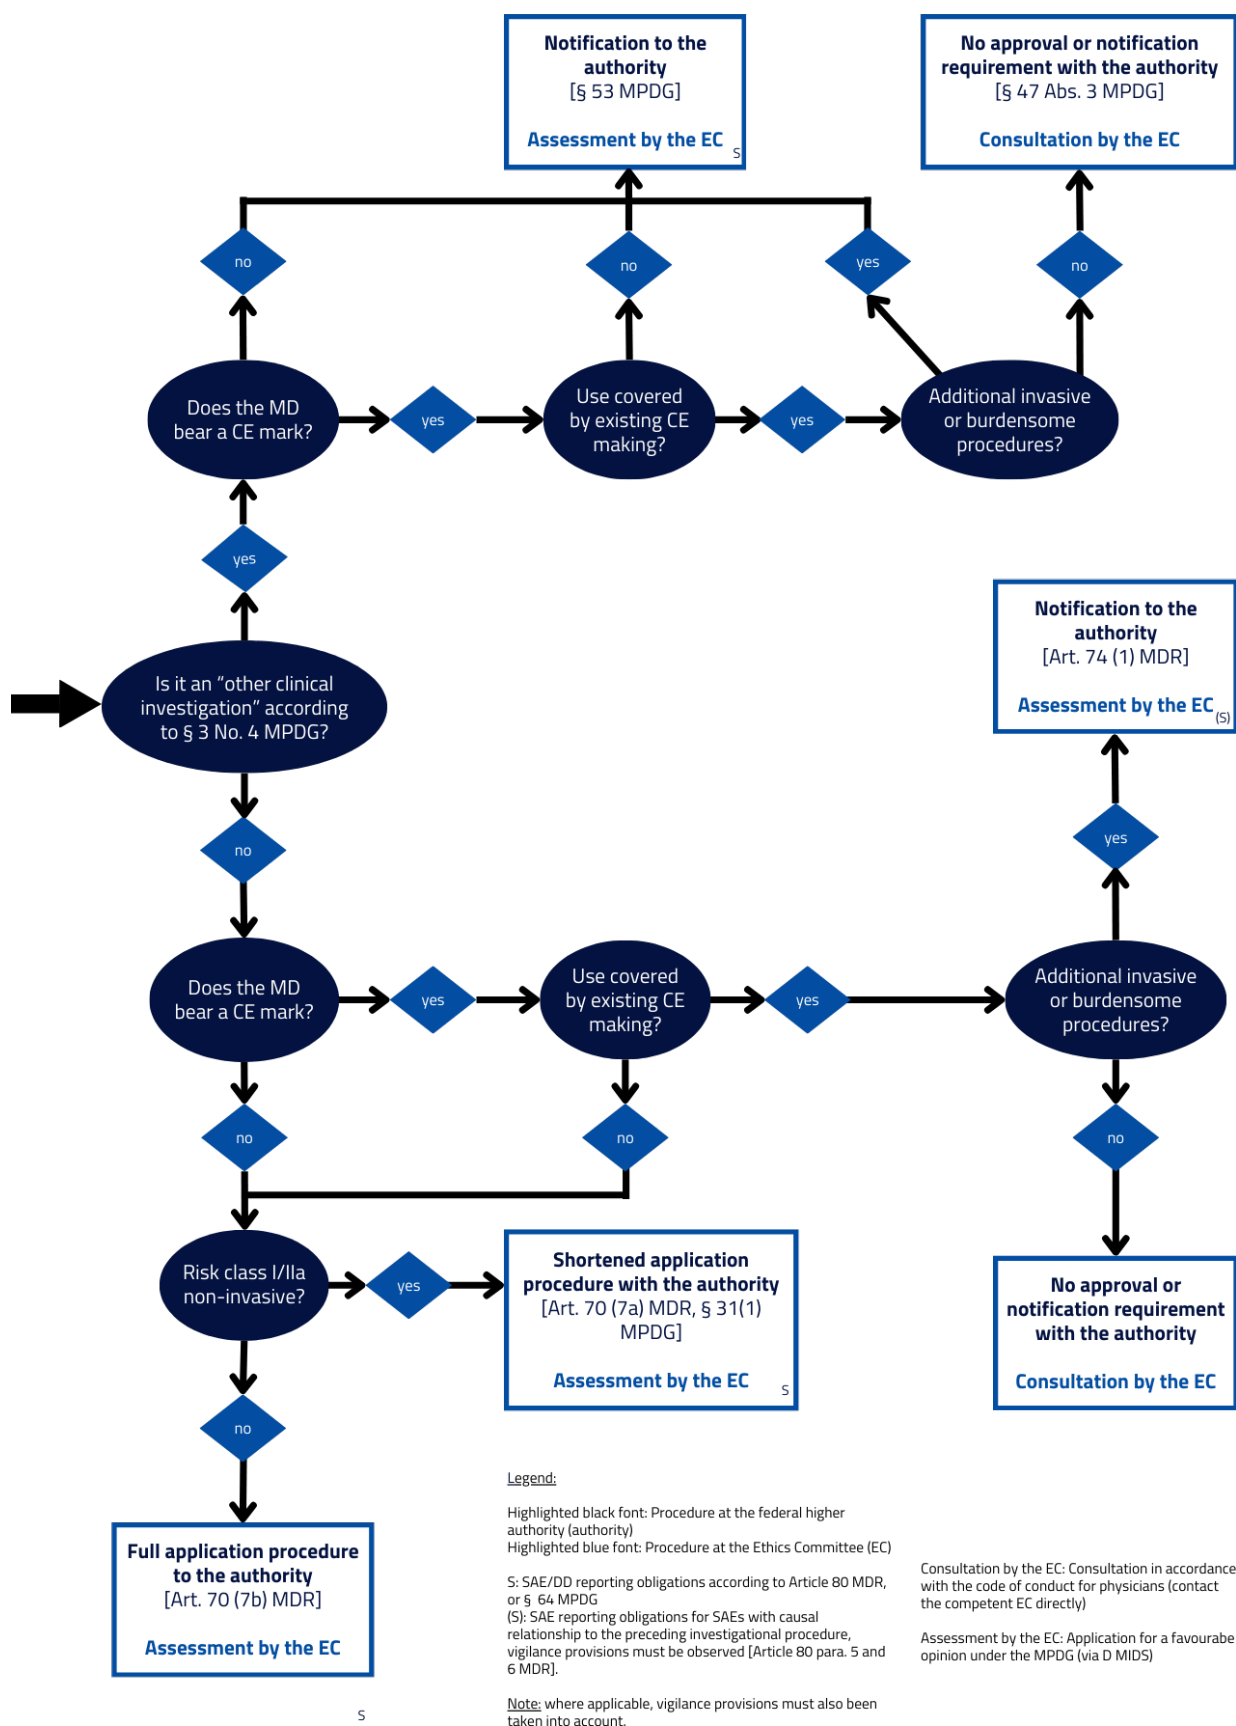 Notification to the
authority
[§ 53 MPDG]
Assessment by the EC
S
No approval or notification
requirement with the authority
[§ 47 Abs. 3 MPDG]
Consultation by the EC
no
no
yes
no
Does the MD
bear a CE mark?
yes
Use covered
by existing CE
making?
yes
Additional invasive
or burdensome
procedures?
yes
Notification to the
authority
[Art. 74 (1) MDR]
Assessment by the EC
(S)
Is it an “other clinical
investigation” according
to § 3 No. 4 MPDG?
no
yes
Does the MD
bear a CE mark?
yes
Use covered
by existing CE
making?
yes
Additional invasive
or burdensome
procedures?
no
no
no
Risk class I/IIa
non-invasive?
yes
Shortened application
procedure with the authority
[Art. 70 (7a) MDR, § 31(1)
MPDG]
Assessment by the EC
S
No approval or
notification requirement
with the authority
Consultation by the EC
no
Full application procedure
to the authority
[Art. 70 (7b) MDR]
Assessment by the EC
S
Legend:
Highlighted black font: Procedure at the federal higher
authority (authority)
Highlighted blue font: Procedure at the Ethics Committee (EC)
S: SAE/DD reporting obligations according to Article 80 MDR,
or § 64 MPDG
(S): SAE reporting obligations for SAEs with causal
relationship to the preceding investigational procedure,
vigilance provisions must be observed [Article 80 para. 5 and
6 MDR].
Note: where applicable, vigilance provisions must also been
taken into account.
Consultation by the EC: Consultation in accordance
with the code of conduct for physicians (contact
the competent EC directly)
Assessment by the EC: Application for a favourabe
opinion under the MPDG (via D MIDS)